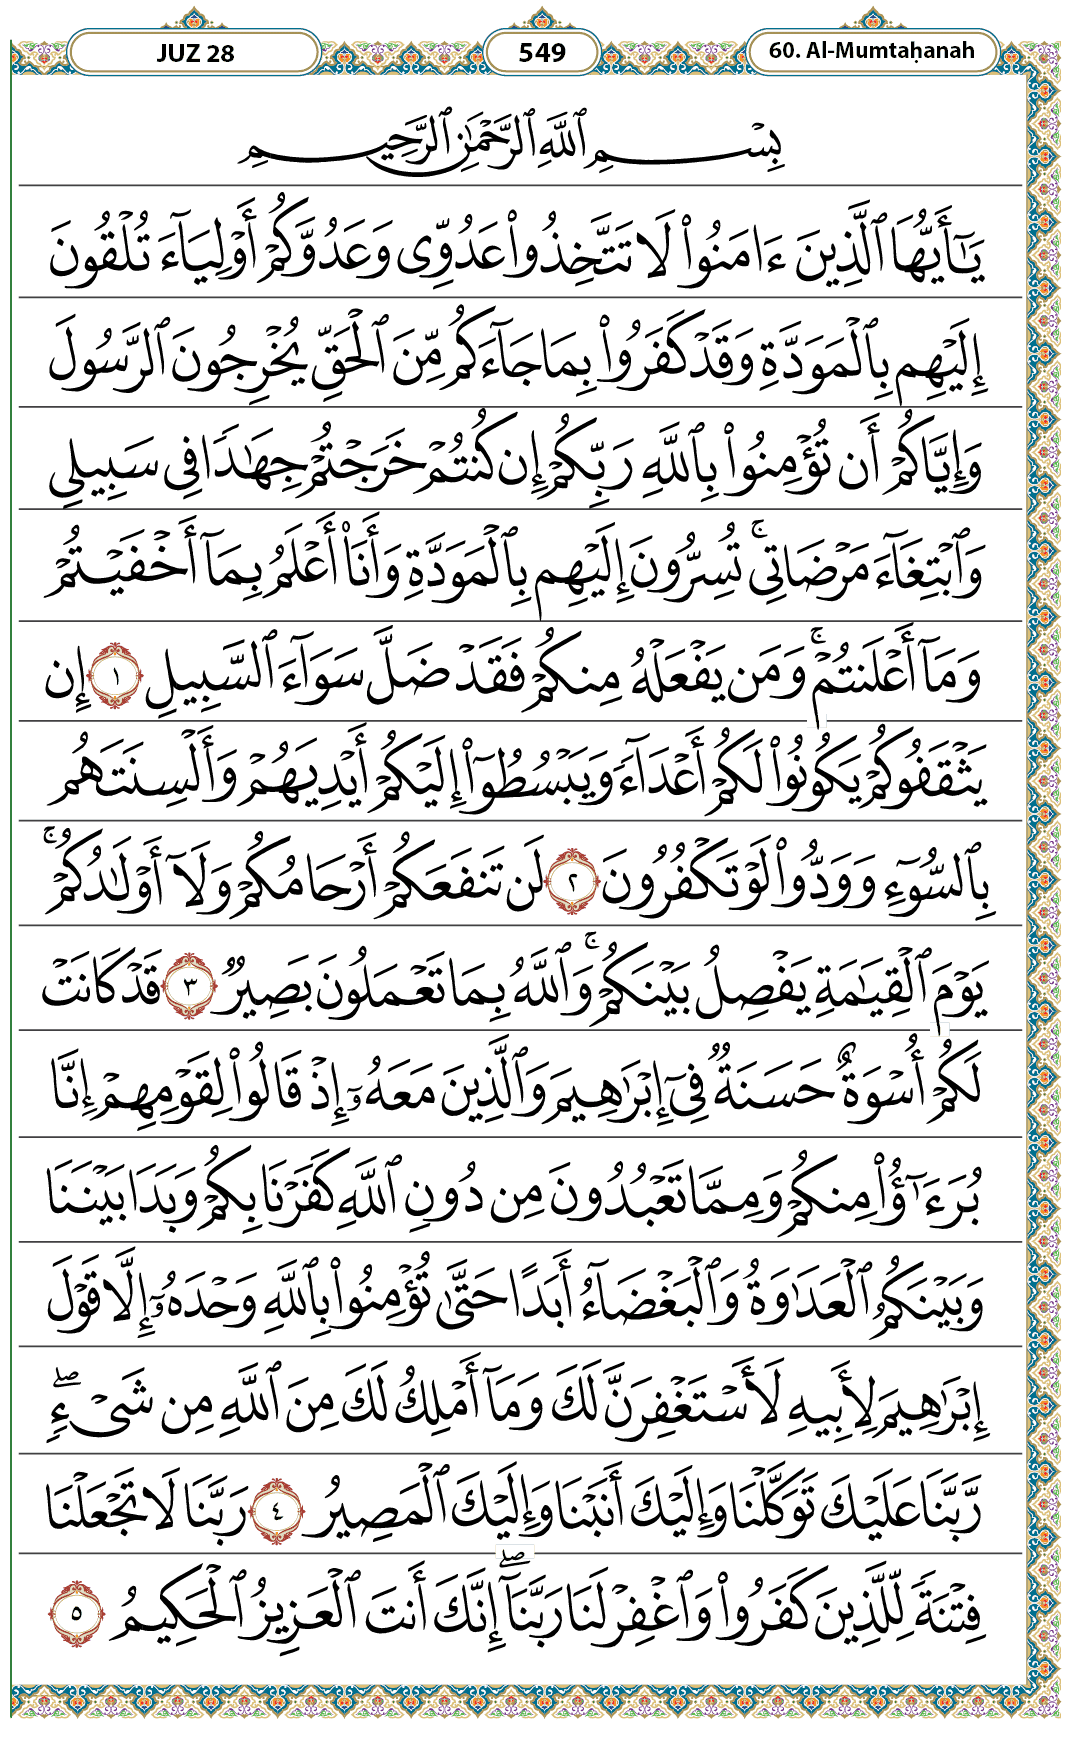 JUZ 28
549
60. Al-Mumtaḥanah
بِسْمِ ٱللَّهِ ٱلرَّحْمَٰنِ ٱلرَّحِيمِ
يَٰٓأَيُّهَا ٱلَّذِينَ ءَامَنُوا۟ لَا تَتَّخِذُوا۟ عَدُوِّى وَعَدُوَّكُمْ أَوْلِيَآءَ تُلْقُونَ
إِلَيْهِم بِٱلْمَوَدَّةِ وَقَدْ كَفَرُوا۟ بِمَا جَآءَكُم مِّنَ ٱلْحَقِّ يُخْرِجُونَ ٱلرَّسُولَ
وَإِيَّاكُمْ أَن تُؤْمِنُوا۟ بِٱللَّهِ رَبِّكُمْ إِن كُنتُمْ خَرَجْتُمْ جِهَٰدًا فِى سَبِيلِى
وَٱبْتِغَآءَ مَرْضَاتِى ۚ تُسِرُّونَ إِلَيْهِم بِٱلْمَوَدَّةِ وَأَنَا۠ أَعْلَمُ بِمَآ أَخْفَيْتُمْ
وَمَآ أَعْلَنتُمْ ۚ وَمَن يَفْعَلْهُ مِنكُمْ فَقَدْ ضَلَّ سَوَآءَ ٱلسَّبِيلِ ١ إِن
يَثْقَفُوكُمْ يَكُونُوا۟ لَكُمْ أَعْدَآءً وَيَبْسُطُوٓا۟ إِلَيْكُمْ أَيْدِيَهُمْ وَأَلْسِنَتَهُم
بِٱلسُّوٓءِ وَوَدُّوا۟ لَوْ تَكْفُرُونَ ٢ لَن تَنفَعَكُمْ أَرْحَامُكُمْ وَلَآ أَوْلَٰدُكُمْ ۚ
يَوْمَ ٱلْقِيَٰمَةِ يَفْصِلُ بَيْنَكُمْ ۚ وَٱللَّهُ بِمَا تَعْمَلُونَ بَصِيرٌ ٣ قَدْ كَانَتْ
لَكُمْ أُسْوَةٌ حَسَنَةٌ فِىٓ إِبْرَٰهِيمَ وَٱلَّذِينَ مَعَهُۥٓ إِذْ قَالُوا۟ لِقَوْمِهِمْ إِنَّا
بُرَءَٰٓؤُا۟ مِنكُمْ وَمِمَّا تَعْبُدُونَ مِن دُونِ ٱللَّهِ كَفَرْنَا بِكُمْ وَبَدَا بَيْنَنَا
وَبَيْنَكُمُ ٱلْعَدَٰوَةُ وَٱلْبَغْضَآءُ أَبَدًا حَتَّىٰ تُؤْمِنُوا۟ بِٱللَّهِ وَحْدَهُۥٓ إِلَّا قَوْلَ
إِبْرَٰهِيمَ لِأَبِيهِ لَأَسْتَغْفِرَنَّ لَكَ وَمَآ أَمْلِكُ لَكَ مِنَ ٱللَّهِ مِن شَىْءٍ ۖ
رَّبَّنَا عَلَيْكَ تَوَكَّلْنَا وَإِلَيْكَ أَنَبْنَا وَإِلَيْكَ ٱلْمَصِيرُ ٤ رَبَّنَا لَا تَجْعَلْنَا
فِتْنَةً لِّلَّذِينَ كَفَرُوا۟ وَٱغْفِرْ لَنَا رَبَّنَآ ۖ إِنَّكَ أَنتَ ٱلْعَزِيزُ ٱلْحَكِيمُ ٥